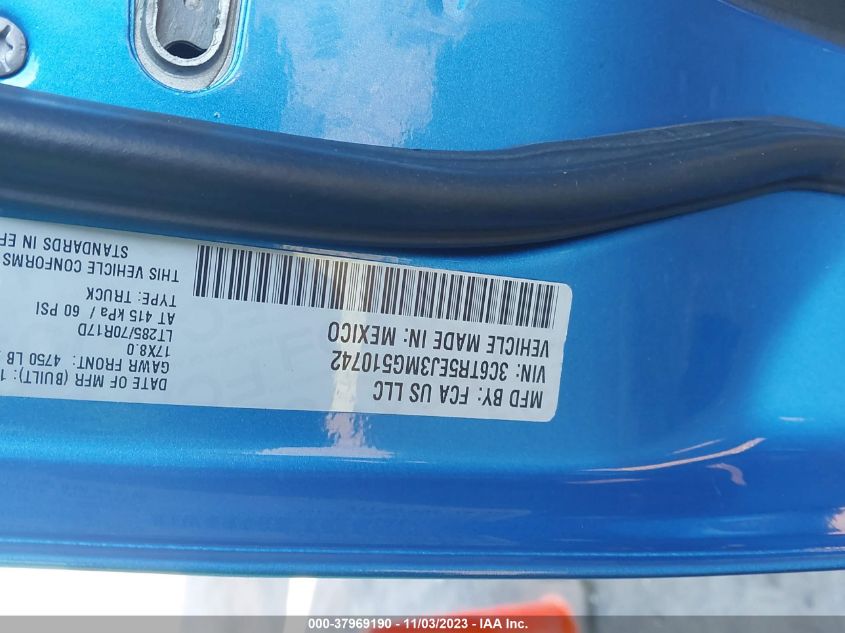 MFD BY: FCA US LLC
VIN: 3C6TR5EJ3MG510742
VEHICLE MADE IN: MEXICO
DATE OF MFR (BUILT): 1
GAWR FRONT: 4750 LB
17X8.0
LT285/70R17D
AT 415 kPa / 60 PSI
TYPE: TRUCK
THIS VEHICLE CONFORMS
STANDARDS IN EF
000-37969190 - 11/03/2023 - IAA Inc.